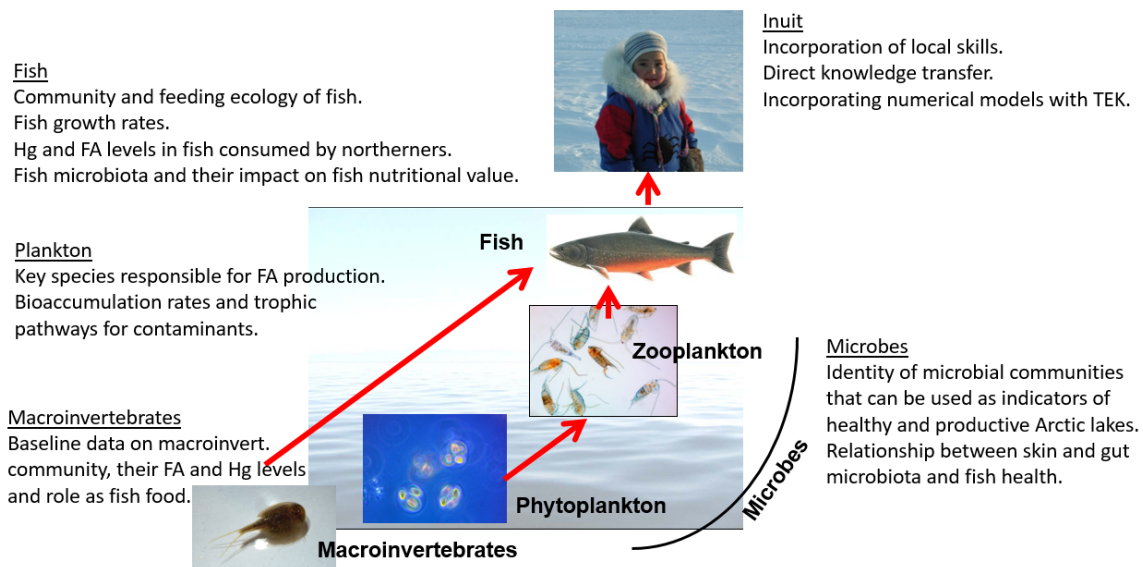 Inuit
Incorporation of local skills.
Direct knowledge transfer.
Incorporating numerical models with TEK.
Fish
Community and feeding ecology of fish.
Fish growth rates.
Hg and FA levels in fish consumed by northerners.
Fish microbiota and their impact on fish nutritional value.
Fish
Plankton
Key species responsible for FA production.
Bioaccumulation rates and trophic
pathways for contaminants.
Zooplankton
Microbes
Identity of microbial communities
that can be used as indicators of
healthy and productive Arctic lakes.
Relationship between skin and gut
microbiota and fish health.
Macroinvertebrates
Baseline data on macroinvert.
community, their FA and Hg levels
and role as fish food.
Microbes
Phytoplankton
Macroinvertebrates